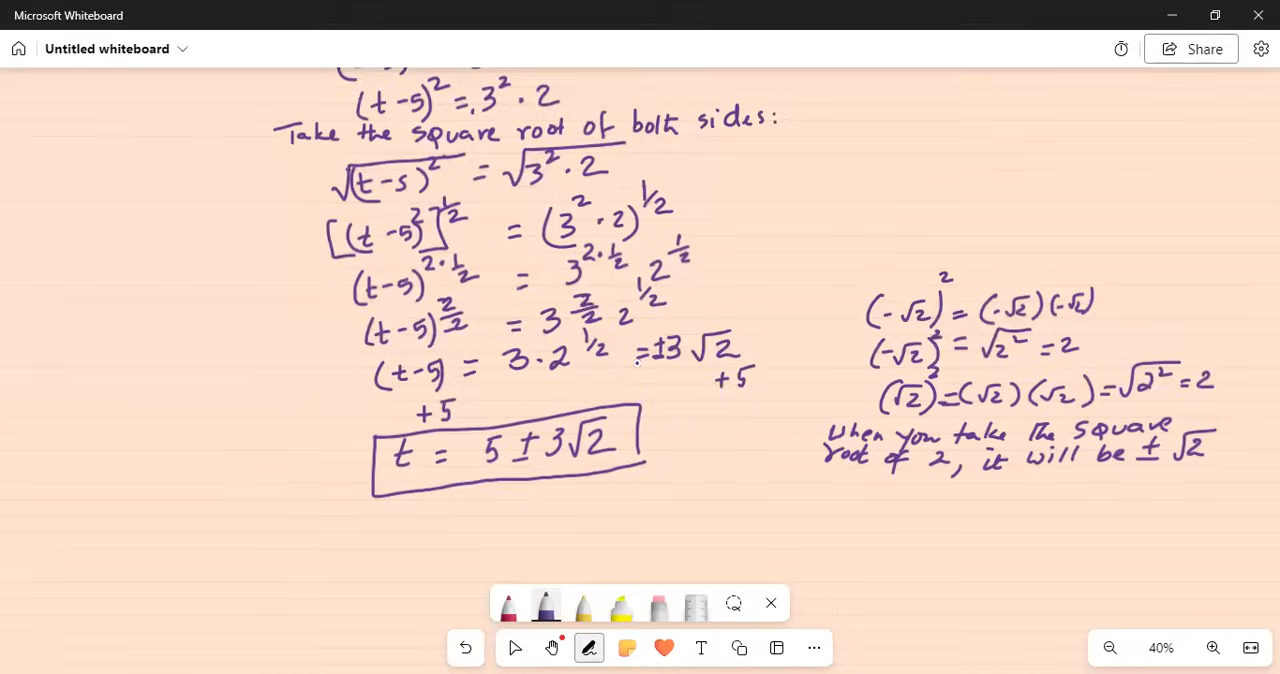 Microsoft Whiteboard
Untitled whiteboard
Share
(t-5)² = 3² · 2
Take the square root of both sides:
√(t-5)² = √3² · 2
[(t-5)²]^1/2 = (3² · 2)^1/2
(t-5)^2·1/2 = 3^2·1/2 · 2^1/2
(t-5)^2/2 = 3^2/2 2^1/2
(t-5) = 3 · 2^1/2 = ±3√2
+5 +5
t = 5 ± 3√2
(-√2)² = (-√2)(-√2)
(-√2)² = √2² = 2
(√2)² = (√2)(√2) = √2² = 2
When you take the square
root of 2, it will be ± √2
T
40%